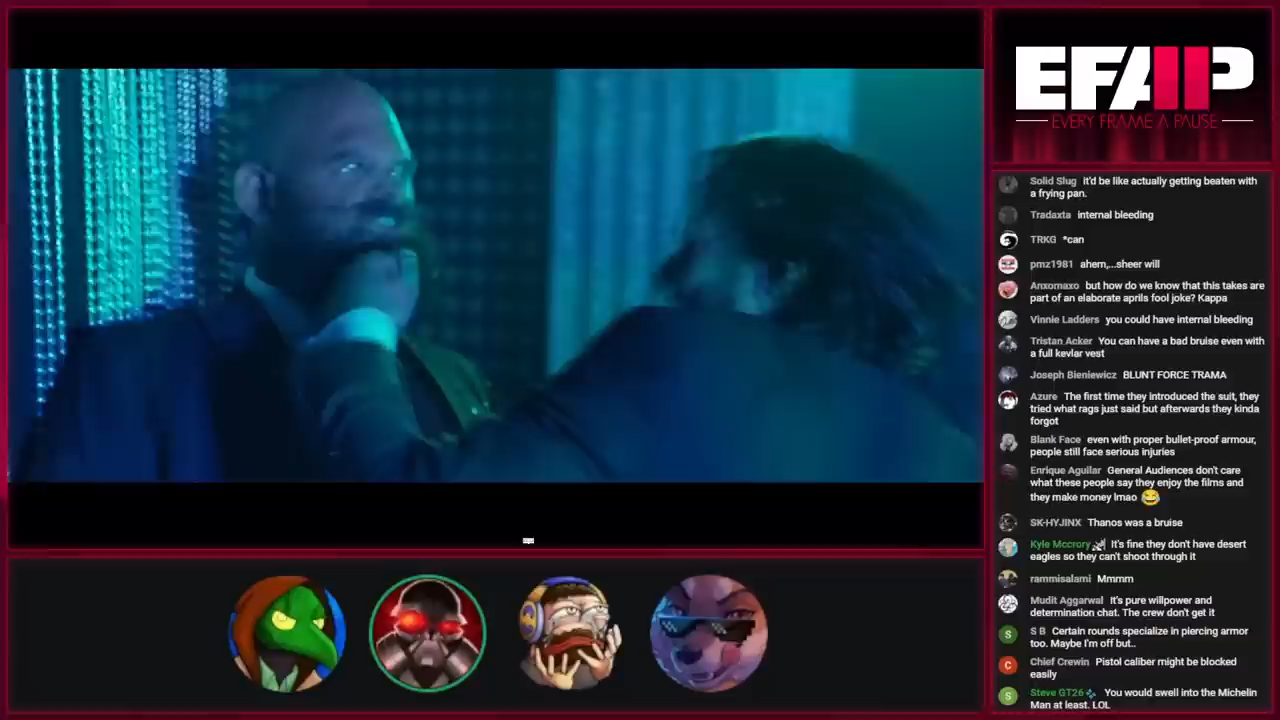 EFAP
EVERY FRAME A PAUSE
Solid Slug it'd be like actually getting beaten with
a frying pan.
Tradaxta internal bleeding
TRKG *can
pmz1981 ahem,...sheer will
Anxomaxo but how do we know that this takes are
part of an elaborate aprils fool joke? Kappa
Vinnie Ladders you could have internal bleeding
Tristan Acker You can have a bad bruise even with
a full kevlar vest
Joseph Bieniewicz BLUNT FORCE TRAMA
Azure The first time they introduced the suit, they
tried what rags just said but afterwards they kinda
forgot
Blank Face even with proper bullet-proof armour,
people still face serious injuries
Enrique Aguilar General Audiences don't care
what these people say they enjoy the films and
they make money lmao 😂
SK-HYJINX Thanos was a bruise
Kyle Mccrory It's fine they don't have desert
eagles so they can't shoot through it
rammisalami Mmmm
Mudit Aggarwal It's pure willpower and
determination chat. The crew don't get it
S
S B Certain rounds specialize in piercing armor
too. Maybe I'm off but..
C
Chief Crewin Pistol caliber might be blocked
easily
S
Steve GT26 You would swell into the Michelin
Man at least. LOL